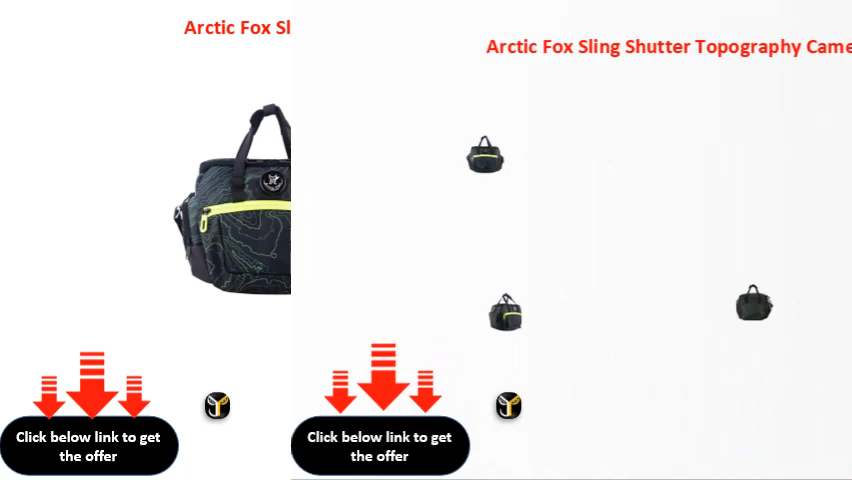 Arctic Fox Sl
Arctic Fox Sling Shutter Topography Came
Click below link to get
the offer
Click below link to get
the offer